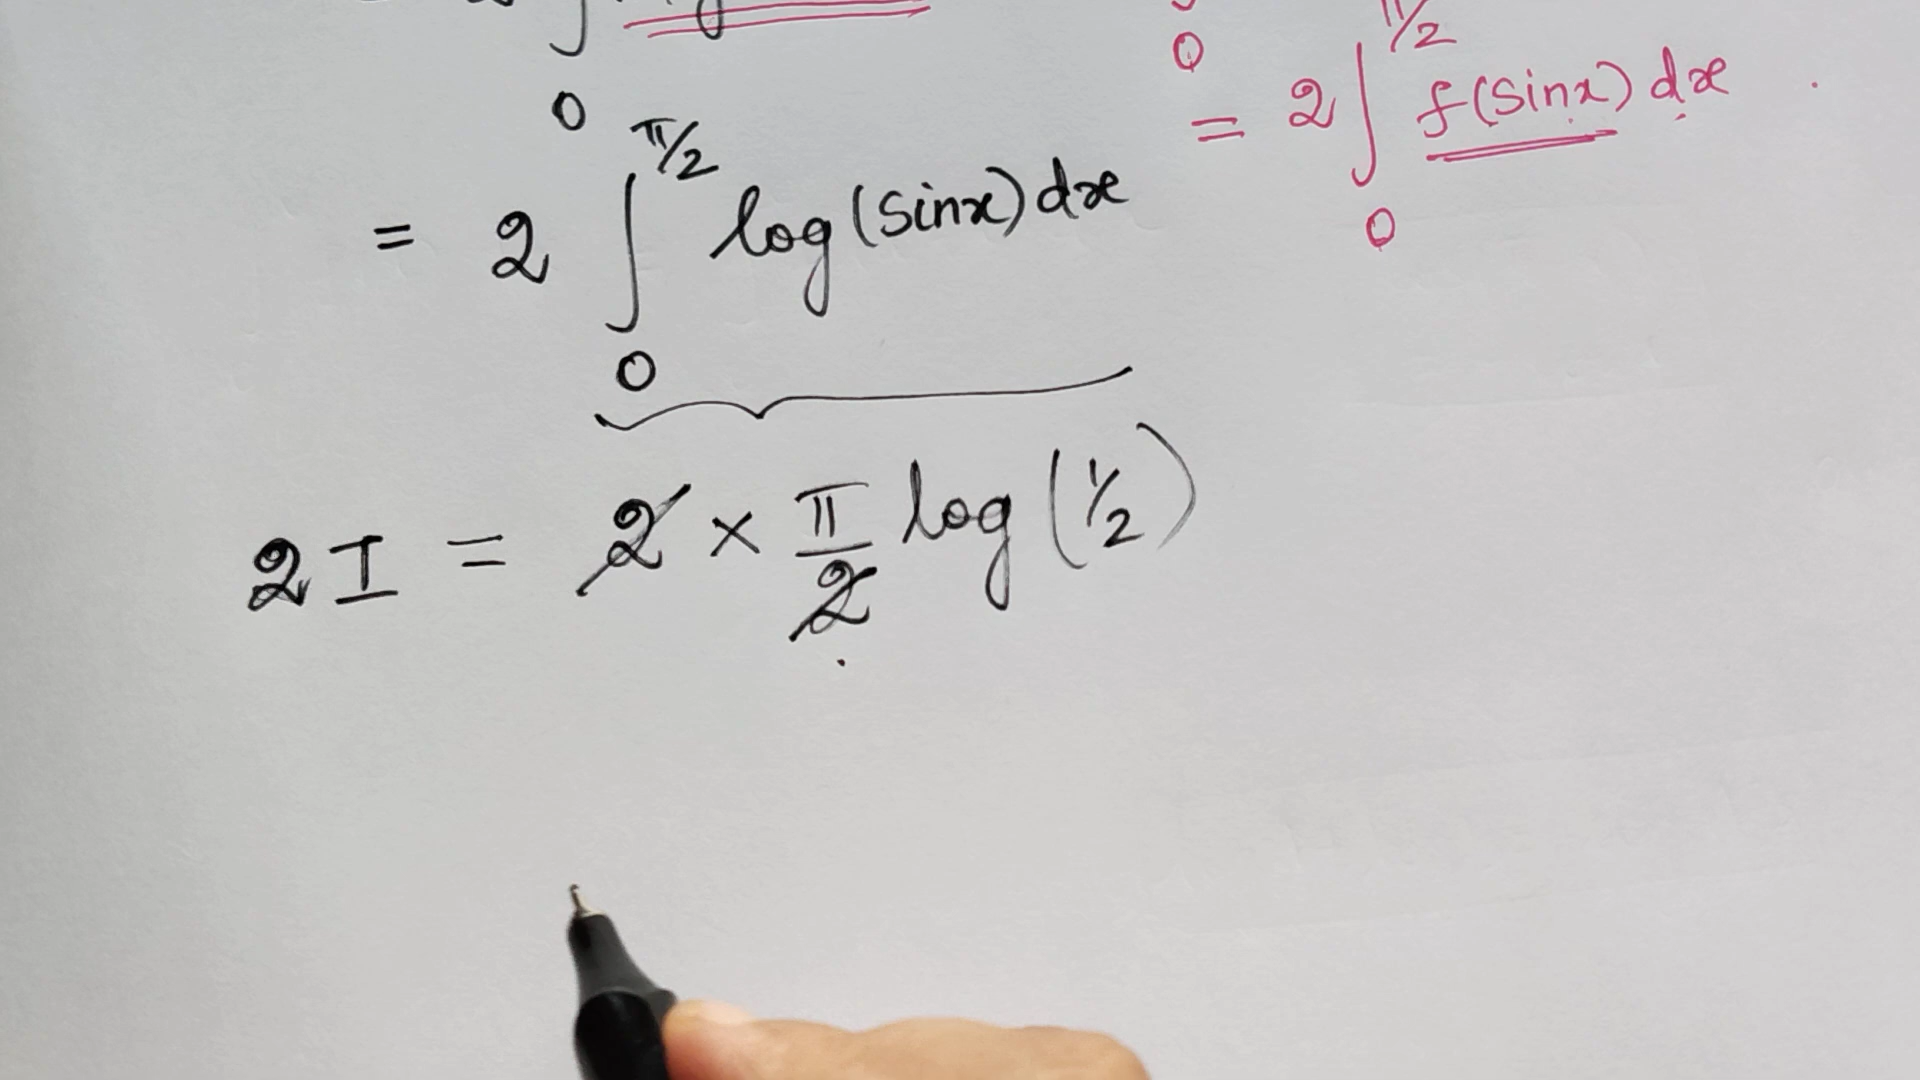 0
0
= 2 ∫₀^{π/2} f(sinx) dx
= 2 ∫₀^{π/2} log(sinx) dx
2I = 2 × π/2 log(1/2)